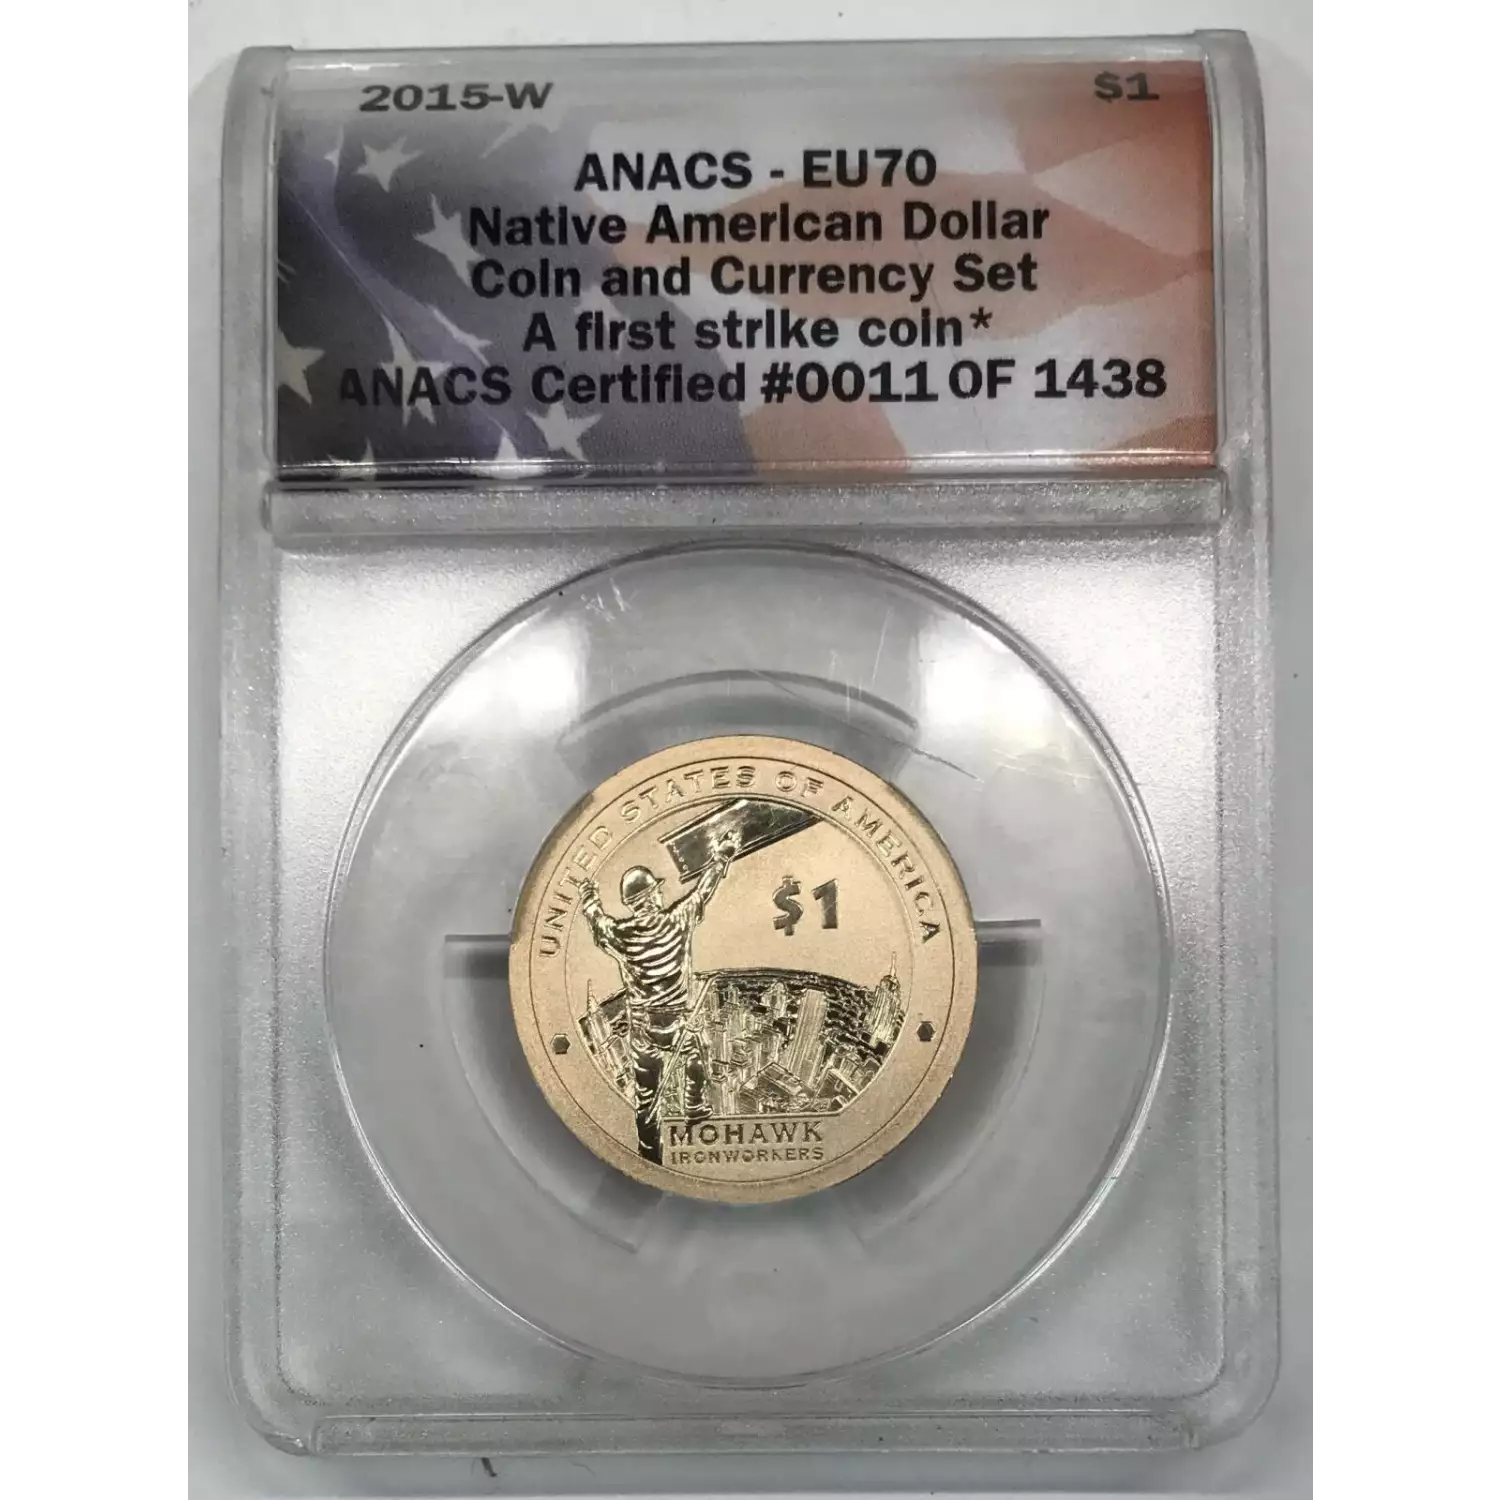 2015-W $1
ANACS - EU70
Native American Dollar
Coin and Currency Set
A first strike coin*
ANACS Certified #0011 OF 1438
UNITED STATES OF AMERICA
$1
MOHAWK
IRONWORKERS